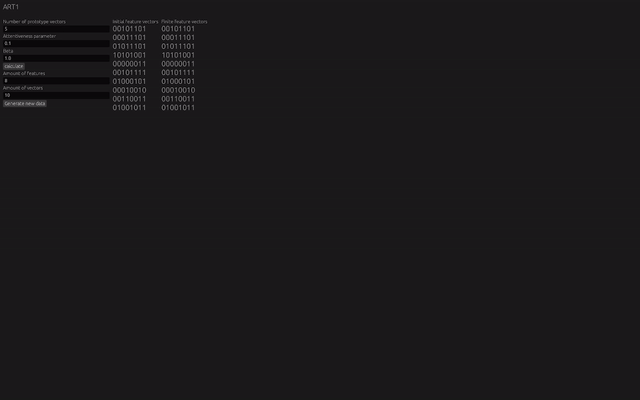 ART1
Number of prototype vectors
5
Attentiveness parameter
0.1
Beta
1.0
calculate
Amount of features
8
Amount of vectors
10
Generate new data
Initial feature vectors
00101101
00011101
01011101
10101001
00000011
00101111
01000101
00010010
00110011
01001011
Finite feature vectors
00101101
00011101
01011101
10101001
00000011
00101111
01000101
00010010
00110011
01001011